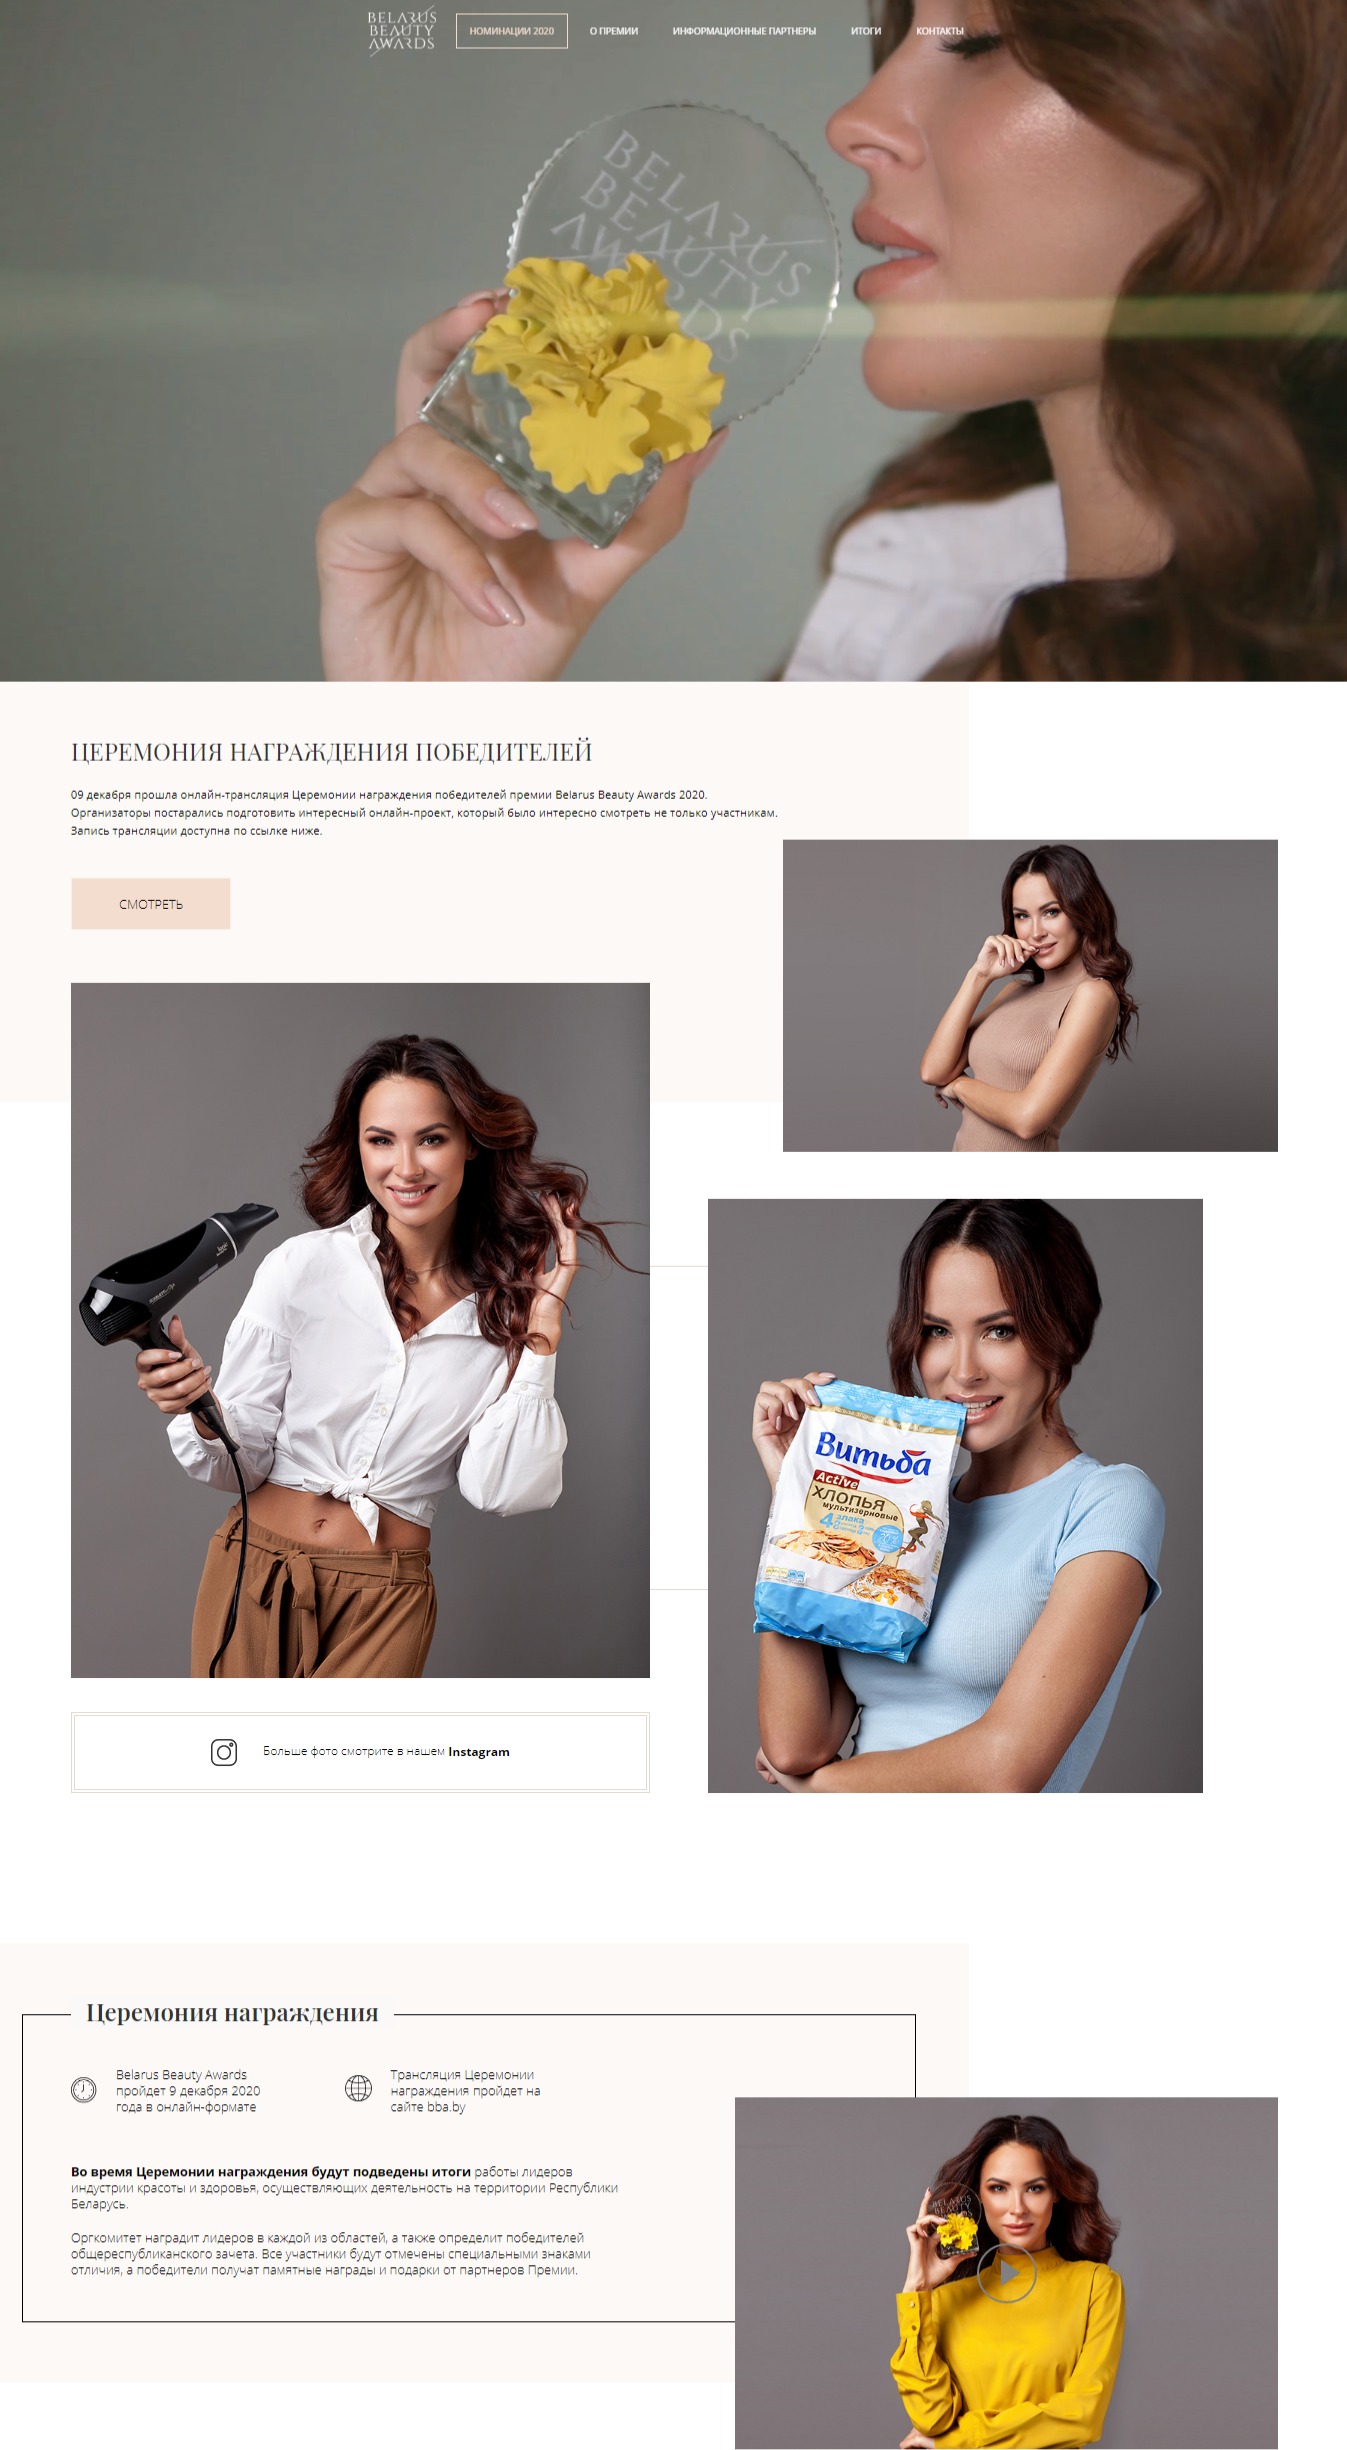 BELARUS
BEAUTY
AWARDS
НОМИНАЦИИ 2020
О ПРЕМИИ
ИНФОРМАЦИОННЫЕ ПАРТНЕРЫ
ИТОГИ
КОНТАКТЫ
BELARUS
BEAUTY
AWARDS
ЦЕРЕМОНИЯ НАГРАЖДЕНИЯ ПОБЕДИТЕЛЕЙ
09 декабря прошла онлайн-трансляция Церемонии награждения победителей премии Belarus Beauty Awards 2020.
Организаторы постарались подготовить интересный онлайн-проект, который было интересно смотреть не только участникам.
Запись трансляции доступна по ссылке ниже.
СМОТРЕТЬ
Витьба
Active
ХЛОПЬЯ
мультизерновые
4 злака
Больше фото смотрите в нашем Instagram
Церемония награждения
Belarus Beauty Awards
пройдет 9 декабря 2020
года в онлайн-формате
Трансляция Церемонии
награждения пройдет на
сайте bba.by
Во время Церемонии награждения будут подведены итоги работы лидеров
индустрии красоты и здоровья, осуществляющих деятельность на территории Республики
Беларусь.
Оргкомитет наградит лидеров в каждой из областей, а также определит победителей
общереспубликанского зачета. Все участники будут отмечены специальными знаками
отличия, а победители получат памятные награды и подарки от партнеров Премии.
BELARUS
BEAUTY